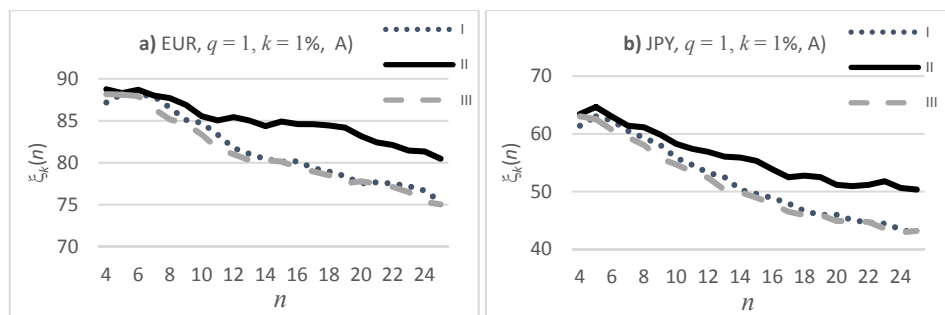 a) EUR, q = 1, k = 1%, A)
I
II
III
90
85
80
75
70
ξk(n)
4 6 8 10 12 14 16 18 20 22 24
n
b) JPY, q = 1, k = 1%, A)
I
II
III
70
60
50
40
ξk(n)
4 6 8 10 12 14 16 18 20 22 24
n